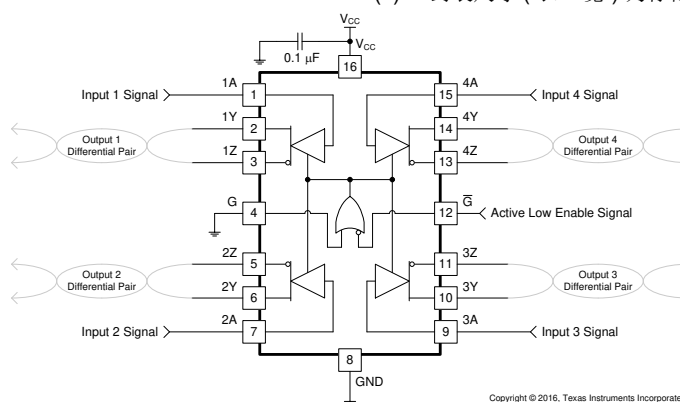 V_CC
V_CC
0.1 μF
16
1A
4A
Input 1 Signal
1
15
Input 4 Signal
1Y
4Y
2
14
Output 1
Differential Pair
Output 4
Differential Pair
1Z
4Z
3
13
G
G̅
4
12
Active Low Enable Signal
2Z
3Z
5
11
Output 2
Differential Pair
Output 3
Differential Pair
2Y
3Y
6
10
2A
3A
Input 2 Signal
7
9
Input 3 Signal
8
GND
Copyright © 2016, Texas Instruments Incorporate